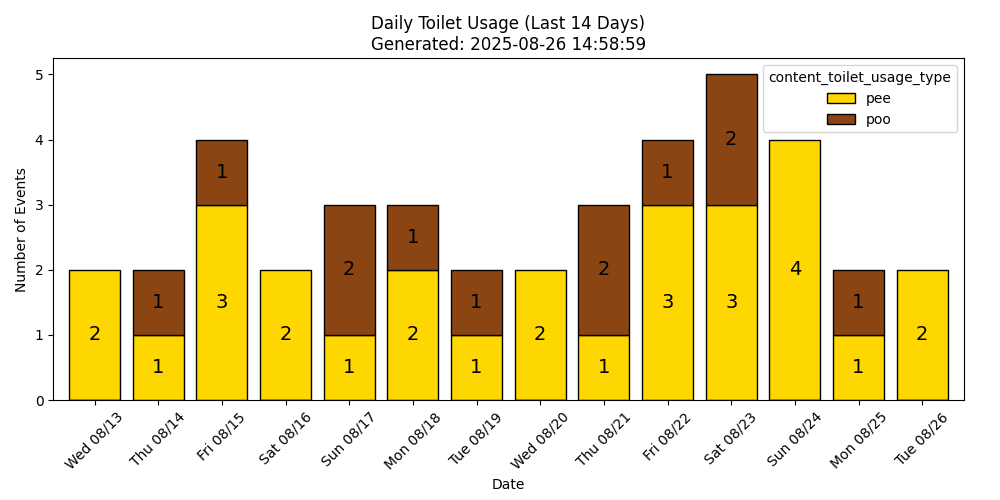 Daily Toilet Usage (Last 14 Days)
Generated: 2025-08-26 14:58:59
content_toilet_usage_type
pee
poo
Number of Events
5
4
3
2
1
0
2
1
1
3
1
2
1
2
2
1
1
1
2
1
2
3
1
3
2
4
1
1
2
Wed 08/13
Thu 08/14
Fri 08/15
Sat 08/16
Sun 08/17
Mon 08/18
Tue 08/19
Wed 08/20
Thu 08/21
Fri 08/22
Sat 08/23
Sun 08/24
Mon 08/25
Tue 08/26
Date